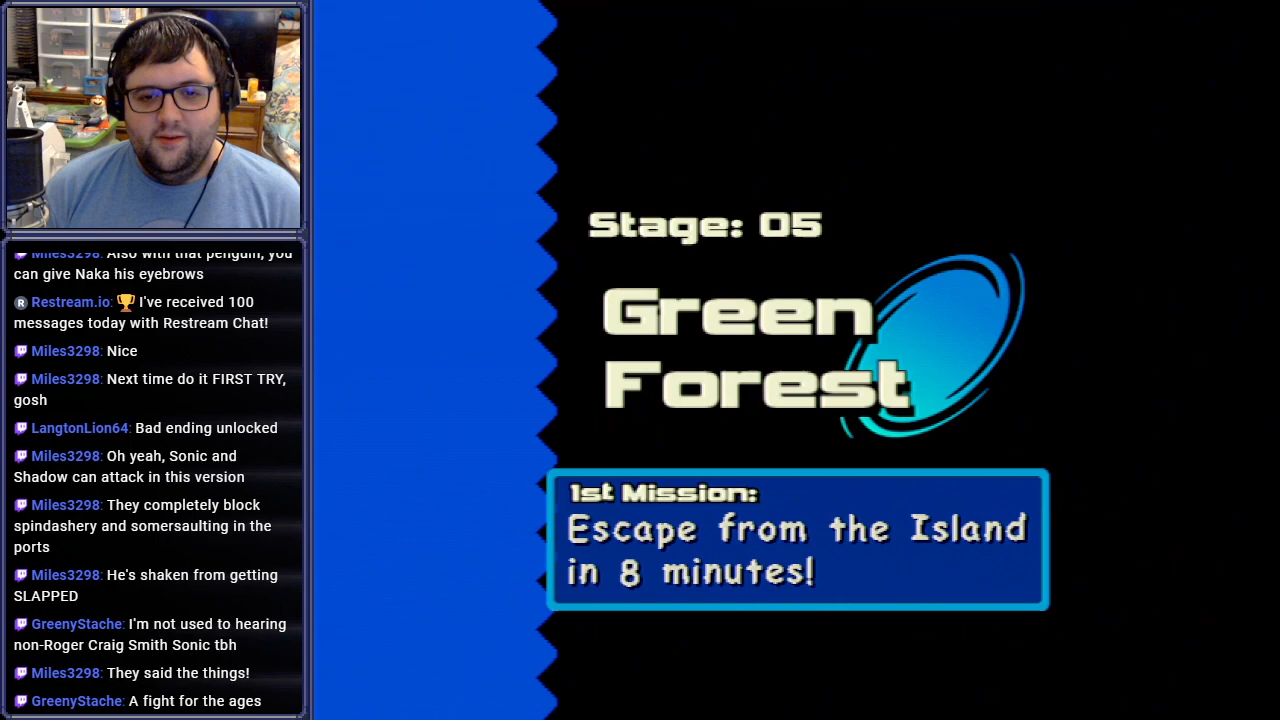 Miles3298: Also with that penguin, you
can give Naka his eyebrows
Restream.io: 🏆 I've received 100
messages today with Restream Chat!
Miles3298: Nice
Miles3298: Next time do it FIRST TRY,
gosh
LangtonLion64: Bad ending unlocked
Miles3298: Oh yeah, Sonic and
Shadow can attack in this version
Miles3298: They completely block
spindashery and somersaulting in the
ports
Miles3298: He's shaken from getting
SLAPPED
GreenyStache: I'm not used to hearing
non-Roger Craig Smith Sonic tbh
Miles3298: They said the things!
GreenyStache: A fight for the ages
Stage: 05
Green
Forest
1st Mission:
Escape from the Island
in 8 minutes!